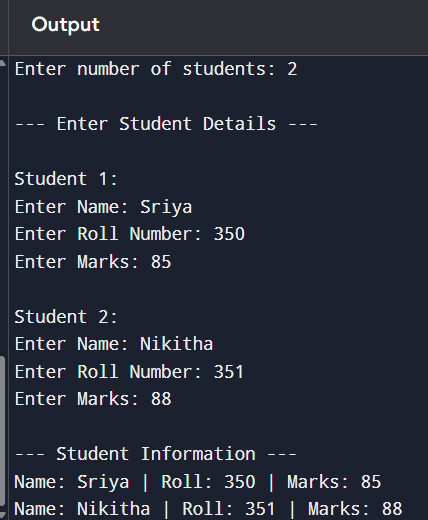 Output
Enter number of students: 2
--- Enter Student Details ---
Student 1:
Enter Name: Sriya
Enter Roll Number: 350
Enter Marks: 85
Student 2:
Enter Name: Nikitha
Enter Roll Number: 351
Enter Marks: 88
--- Student Information ---
Name: Sriya | Roll: 350 | Marks: 85
Name: Nikitha | Roll: 351 | Marks: 88